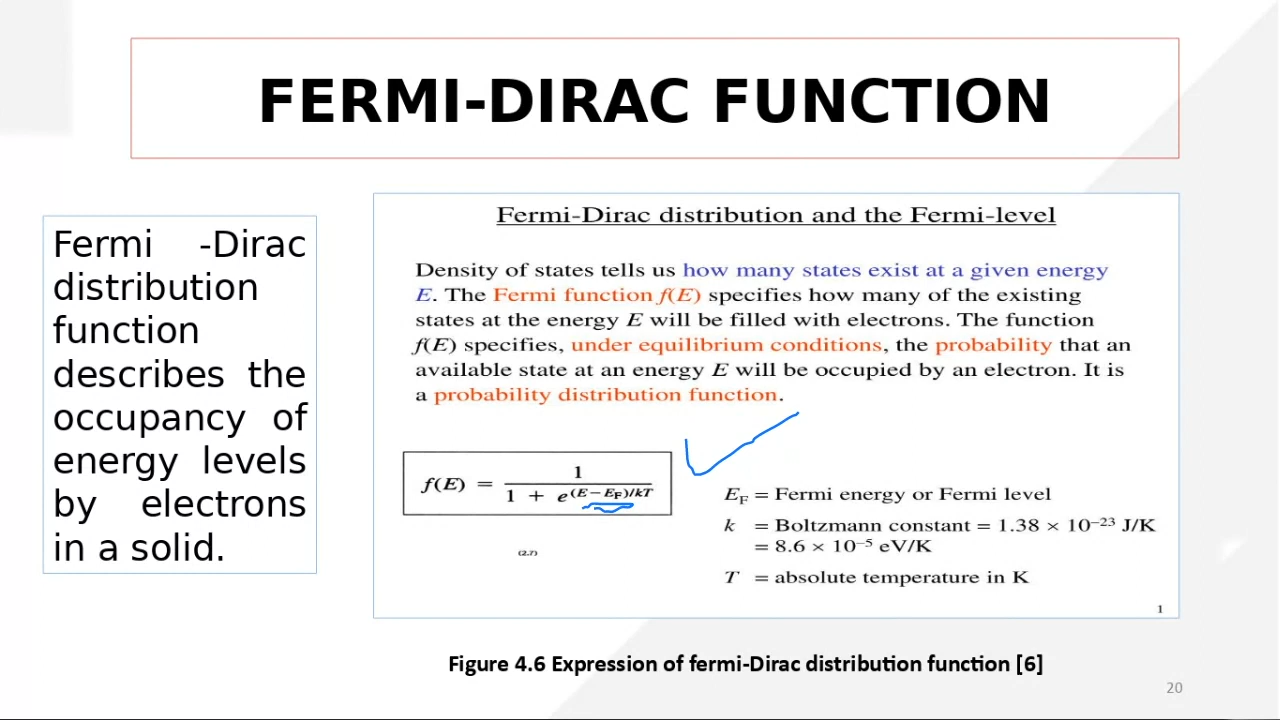 FERMI-DIRAC FUNCTION
Fermi -Dirac
distribution
function
describes the
occupancy of
energy levels
by electrons
in a solid.
Fermi-Dirac distribution and the Fermi-level
Density of states tells us how many states exist at a given energy
E. The Fermi function f(E) specifies how many of the existing
states at the energy E will be filled with electrons. The function
f(E) specifies, under equilibrium conditions, the probability that an
available state at an energy E will be occupied by an electron. It is
a probability distribution function.
f(E) = 1 / 1 + e^(E−E_F)/kT
(2.7)
E_F = Fermi energy or Fermi level
k = Boltzmann constant = 1.38 × 10⁻²³ J/K
= 8.6 × 10⁻⁵ eV/K
T = absolute temperature in K
1
Figure 4.6 Expression of fermi-Dirac distribution function [6]
20